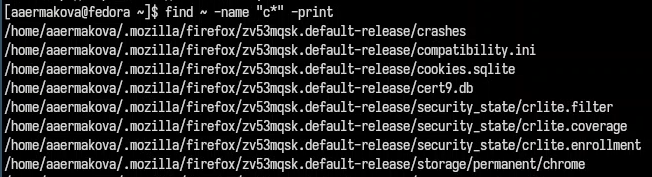 [aaermakova@fedora ~]$ find ~ -name "c*" -print
/home/aaermakova/.mozilla/firefox/zv53mqsk.default-release/crashes
/home/aaermakova/.mozilla/firefox/zv53mqsk.default-release/compatibility.ini
/home/aaermakova/.mozilla/firefox/zv53mqsk.default-release/cookies.sqlite
/home/aaermakova/.mozilla/firefox/zv53mqsk.default-release/cert9.db
/home/aaermakova/.mozilla/firefox/zv53mqsk.default-release/security_state/crlite.filter
/home/aaermakova/.mozilla/firefox/zv53mqsk.default-release/security_state/crlite.coverage
/home/aaermakova/.mozilla/firefox/zv53mqsk.default-release/security_state/crlite.enrollment
/home/aaermakova/.mozilla/firefox/zv53mqsk.default-release/storage/permanent/chrome